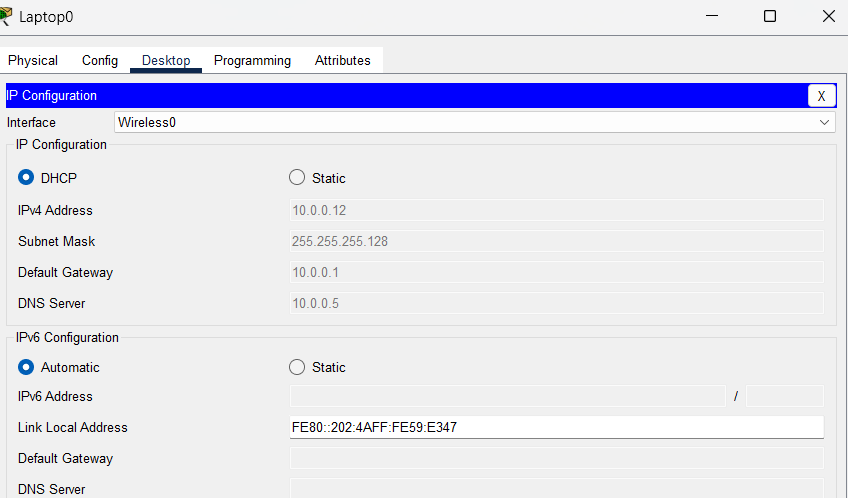 Laptop0
Physical Config Desktop Programming Attributes
IP Configuration X
Interface Wireless0
IP Configuration
DHCP Static
IPv4 Address 10.0.0.12
Subnet Mask 255.255.255.128
Default Gateway 10.0.0.1
DNS Server 10.0.0.5
IPv6 Configuration
Automatic Static
IPv6 Address /
Link Local Address FE80::202:4AFF:FE59:E347
Default Gateway
DNS Server